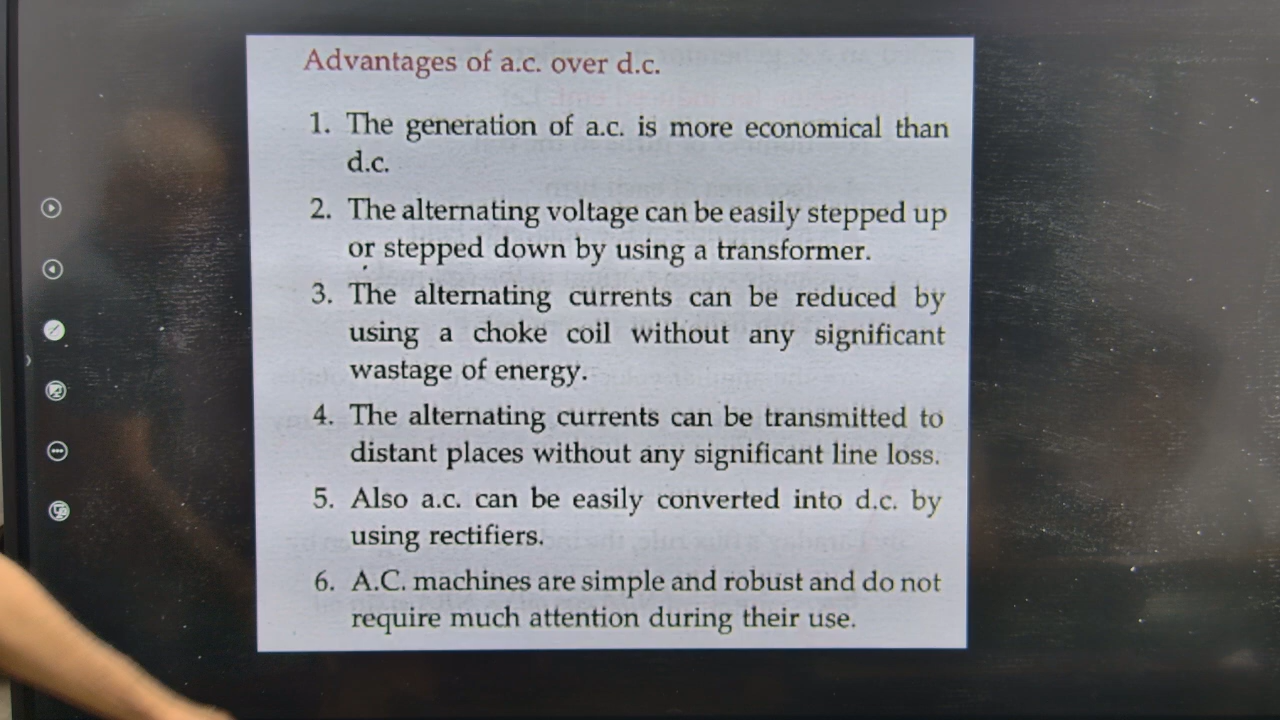 Advantages of a.c. over d.c.
1. The generation of a.c. is more economical than
d.c.
2. The alternating voltage can be easily stepped up
or stepped down by using a transformer.
3. The alternating currents can be reduced by
using a choke coil without any significant
wastage of energy.
4. The alternating currents can be transmitted to
distant places without any significant line loss.
5. Also a.c. can be easily converted into d.c. by
using rectifiers.
6. A.C. machines are simple and robust and do not
require much attention during their use.